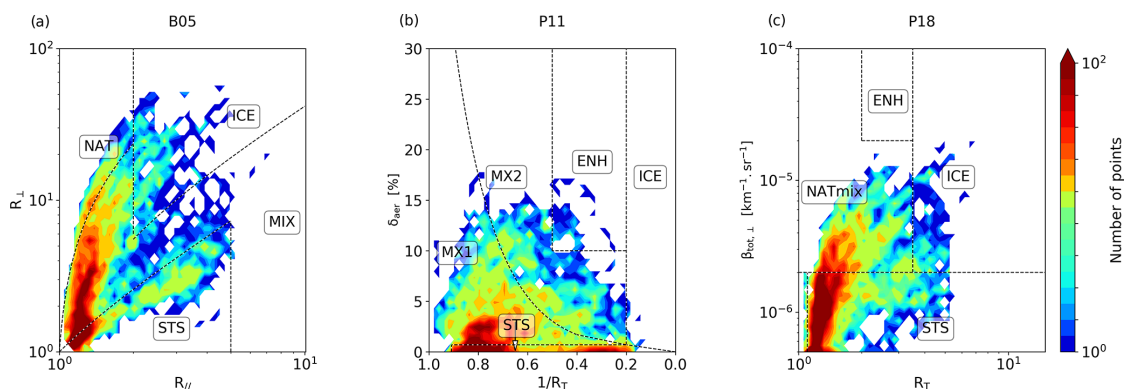 (a) B05
10²
10¹
10⁰
R⊥
NAT
ICE
MIX
STS
10⁰ 10¹
R//
(b) P11
30
25
20
15
10
5
0
δaer [%]
MX2
ENH
ICE
MX1
STS
1.0 0.8 0.6 0.4 0.2 0.0
1/RT
(c) P18
10⁻⁴
10⁻⁵
10⁻⁶
βtot, ⊥ [km⁻¹. sr⁻¹]
ENH
NATmix
ICE
STS
10⁰ 10¹
RT
10²
10⁰
Number of points